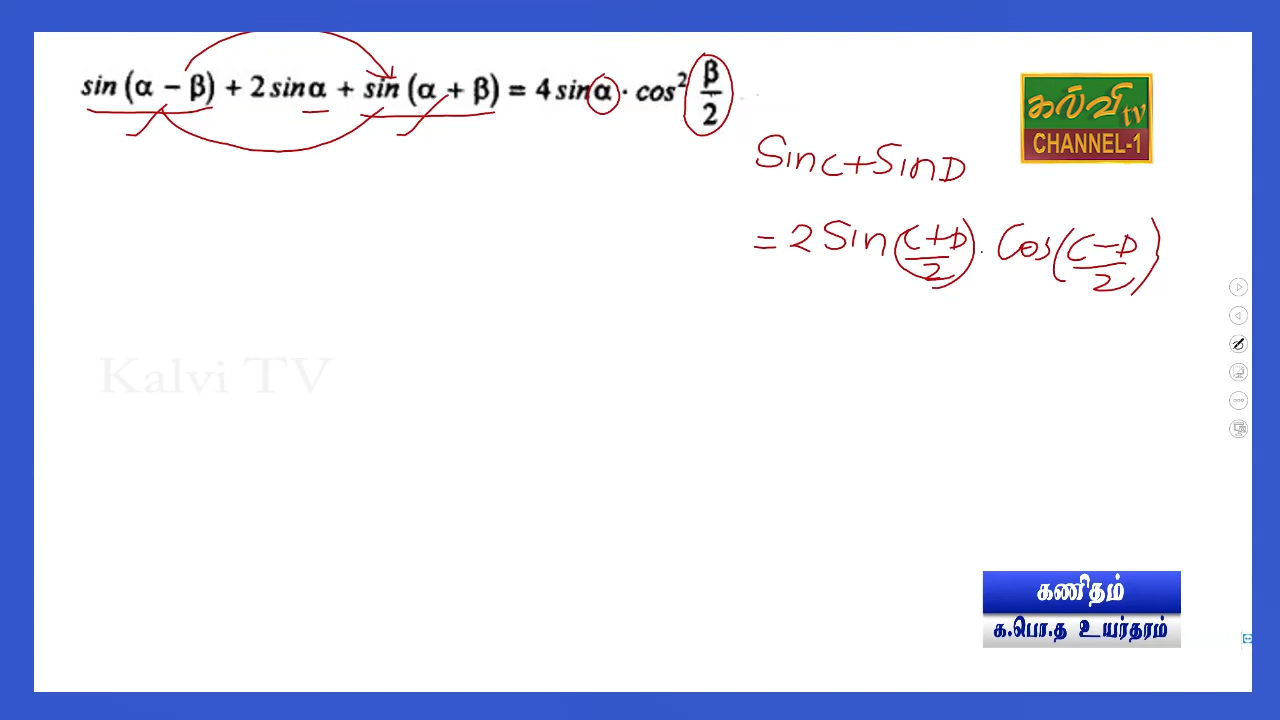 sin (α − β) + 2 sin α + sin (α + β) = 4 sin α · cos² β/2
கல்வி tv
CHANNEL-1
Sin C + Sin D
= 2 Sin (C+D/2) . Cos (C−D/2)
Kalvi TV
கணிதம்
க.பொ.த உயர்தரம்